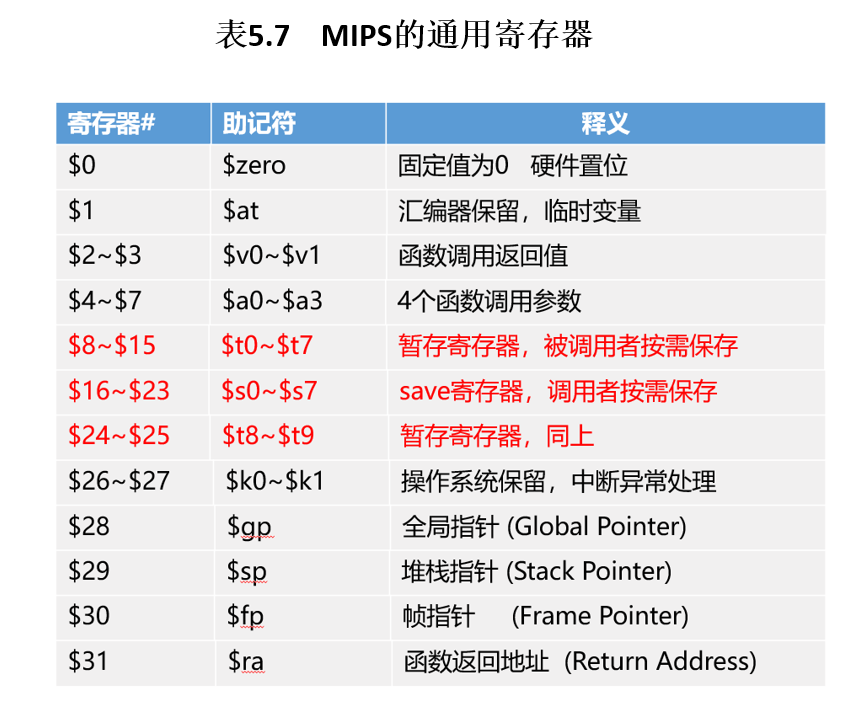 表5.7 MIPS的通用寄存器
寄存器# 助记符 释义
$0 $zero 固定值为0 硬件置位
$1 $at 汇编器保留，临时变量
$2~$3 $v0~$v1 函数调用返回值
$4~$7 $a0~$a3 4个函数调用参数
$8~$15 $t0~$t7 暂存寄存器，被调用者按需保存
$16~$23 $s0~$s7 save寄存器，调用者按需保存
$24~$25 $t8~$t9 暂存寄存器，同上
$26~$27 $k0~$k1 操作系统保留，中断异常处理
$28 $gp 全局指针 (Global Pointer)
$29 $sp 堆栈指针 (Stack Pointer)
$30 $fp 帧指针 (Frame Pointer)
$31 $ra 函数返回地址 (Return Address)